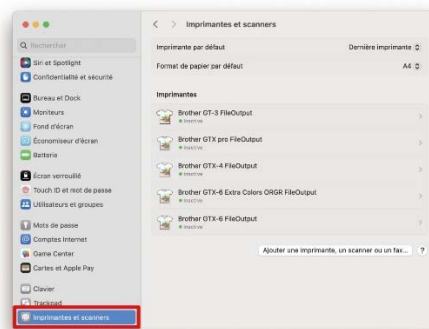 Imprimantes et scanners
Rechercher
Siri et Spotlight
Confidentialité et sécurité
Bureau et Dock
Moniteurs
Fond d'écran
Économiseur d'écran
Batterie
Écran verrouillé
Touch ID et mot de passe
Utilisateurs et groupes
Mots de passe
Comptes Internet
Game Center
Cartes et Apple Pay
Clavier
Trackpad
Imprimantes et scanners
Imprimante par défaut
Dernière imprimante
Format de papier par défaut
A4
Imprimantes
Brother GT-3 FileOutput
Inactive
Brother GTX pro FileOutput
Inactive
Brother GTX-4 FileOutput
Inactive
Brother GTX-6 Extra Colors ORGR FileOutput
Inactive
Brother GTX-6 FileOutput
Inactive
Ajouter une imprimante, un scanner ou un fax...
?